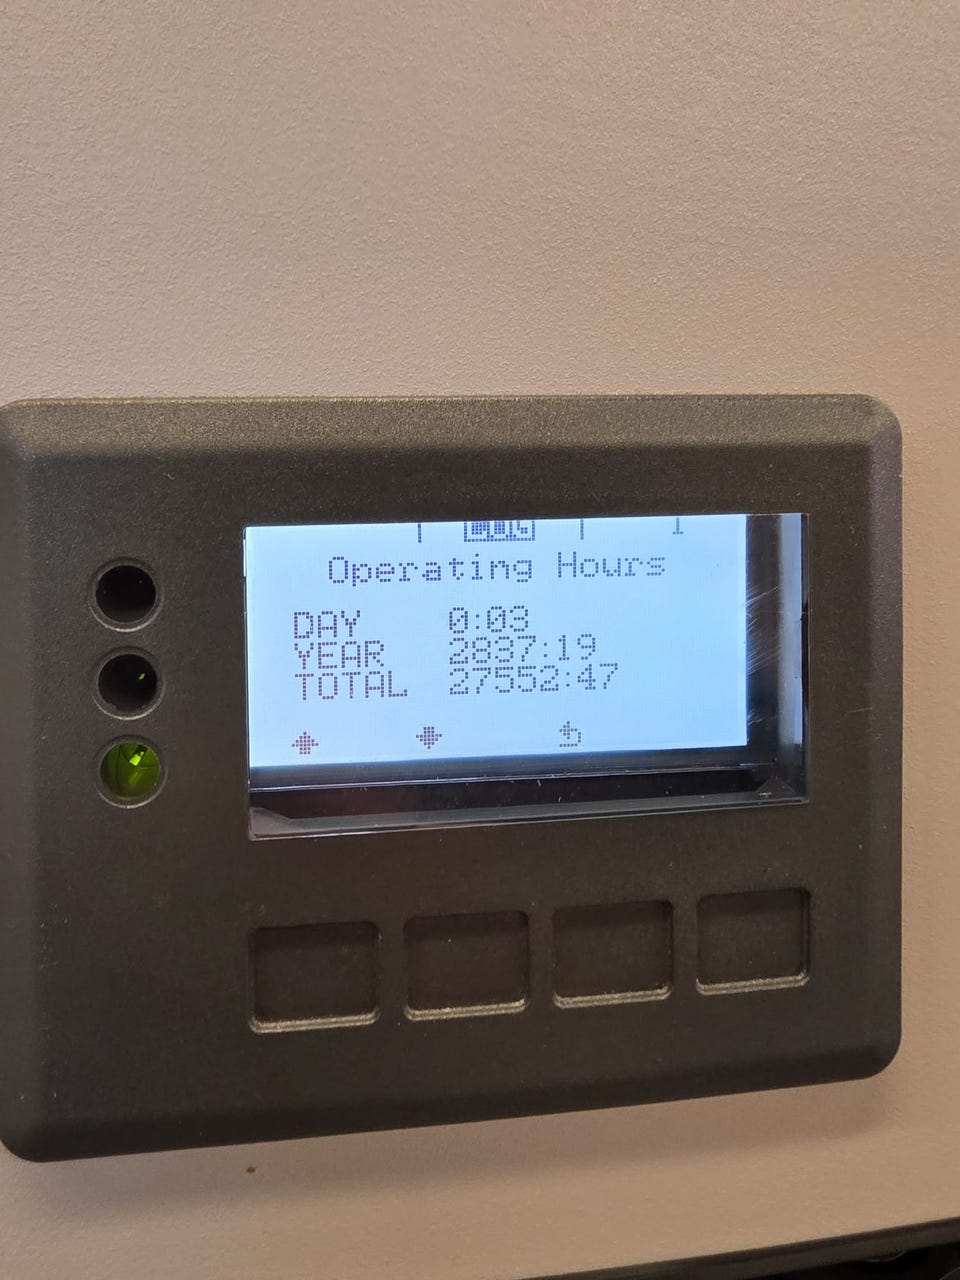 Operating Hours
DAY 0:03
YEAR 2837:19
TOTAL 27552:47